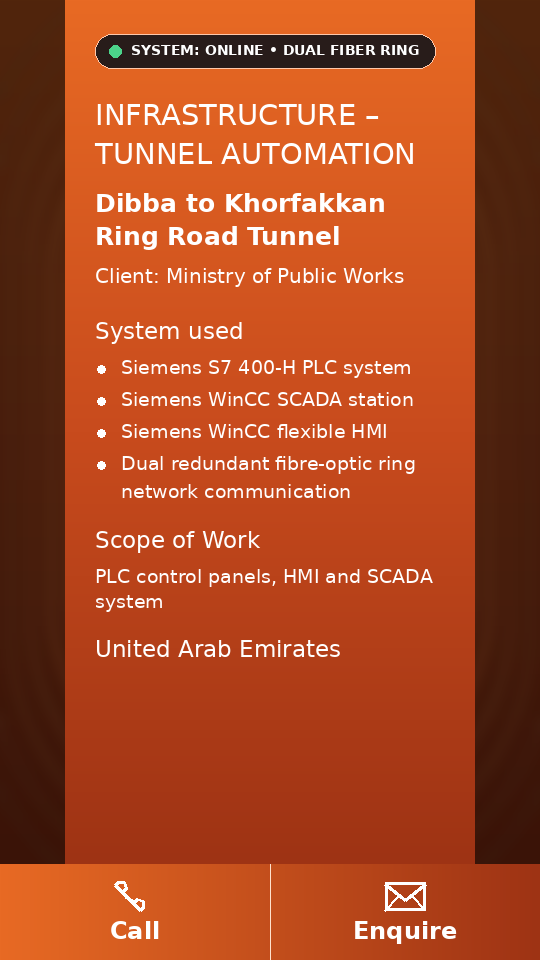 SYSTEM: ONLINE • DUAL FIBER RING
INFRASTRUCTURE –
TUNNEL AUTOMATION
Dibba to Khorfakkan
Ring Road Tunnel
Client: Ministry of Public Works
System used
• Siemens S7 400-H PLC system
• Siemens WinCC SCADA station
• Siemens WinCC flexible HMI
• Dual redundant fibre-optic ring
network communication
Scope of Work
PLC control panels, HMI and SCADA
system
United Arab Emirates
Call
Enquire